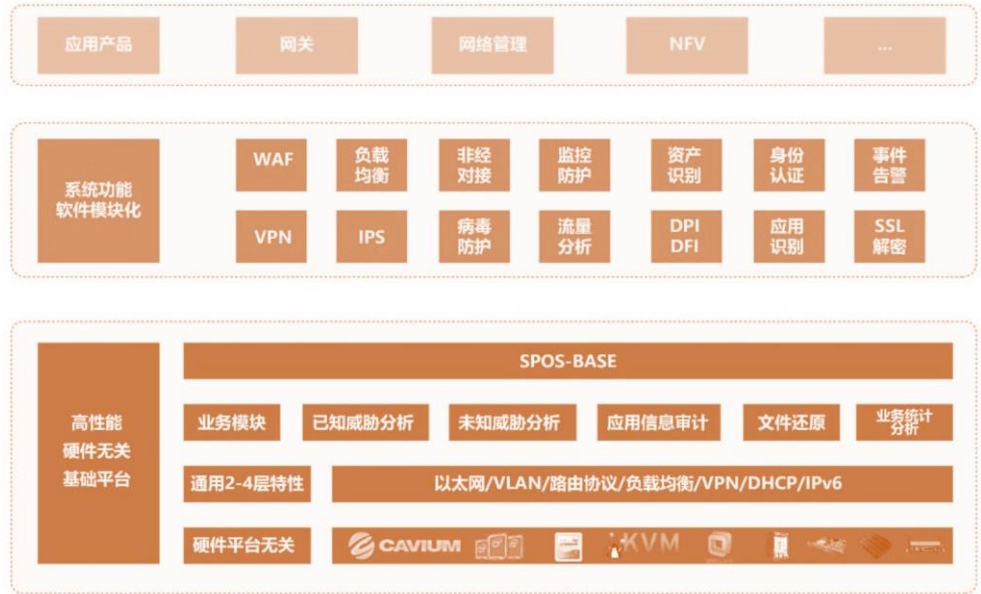 应用产品
网关
网络管理
NFV
...
系统功能
软件模块化
WAF
负载
均衡
非经
对接
监控
防护
资产
识别
身份
认证
事件
告警
VPN
IPS
病毒
防护
流量
分析
DPI
DFI
应用
识别
SSL
解密
高性能
硬件无关
基础平台
SPOS-BASE
业务模块
已知威胁分析
未知威胁分析
应用信息审计
文件还原
业务统计
分析
通用2-4层特性
以太网/VLAN/路由协议/负载均衡/VPN/DHCP/IPv6
硬件平台无关
CAVIUM
KVM